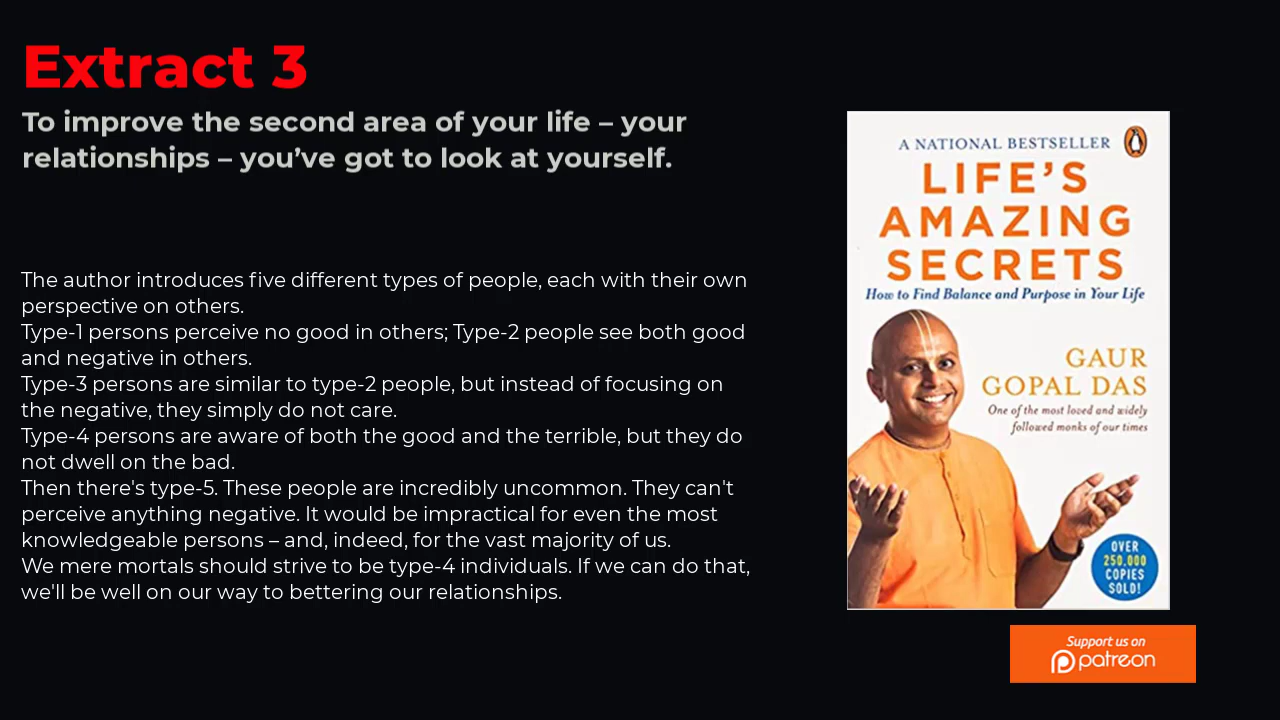 Extract 3
To improve the second area of your life – your
relationships – you’ve got to look at yourself.
The author introduces five different types of people, each with their own
perspective on others.
Type-1 persons perceive no good in others; Type-2 people see both good
and negative in others.
Type-3 persons are similar to type-2 people, but instead of focusing on
the negative, they simply do not care.
Type-4 persons are aware of both the good and the terrible, but they do
not dwell on the bad.
Then there's type-5. These people are incredibly uncommon. They can't
perceive anything negative. It would be impractical for even the most
knowledgeable persons – and, indeed, for the vast majority of us.
We mere mortals should strive to be type-4 individuals. If we can do that,
we'll be well on our way to bettering our relationships.
A NATIONAL BESTSELLER
LIFE’S
AMAZING
SECRETS
How to Find Balance and Purpose in Your Life
GAUR
GOPAL DAS
One of the most loved and widely
followed monks of our times
OVER
250,000
COPIES
SOLD!
Support us on
patreon